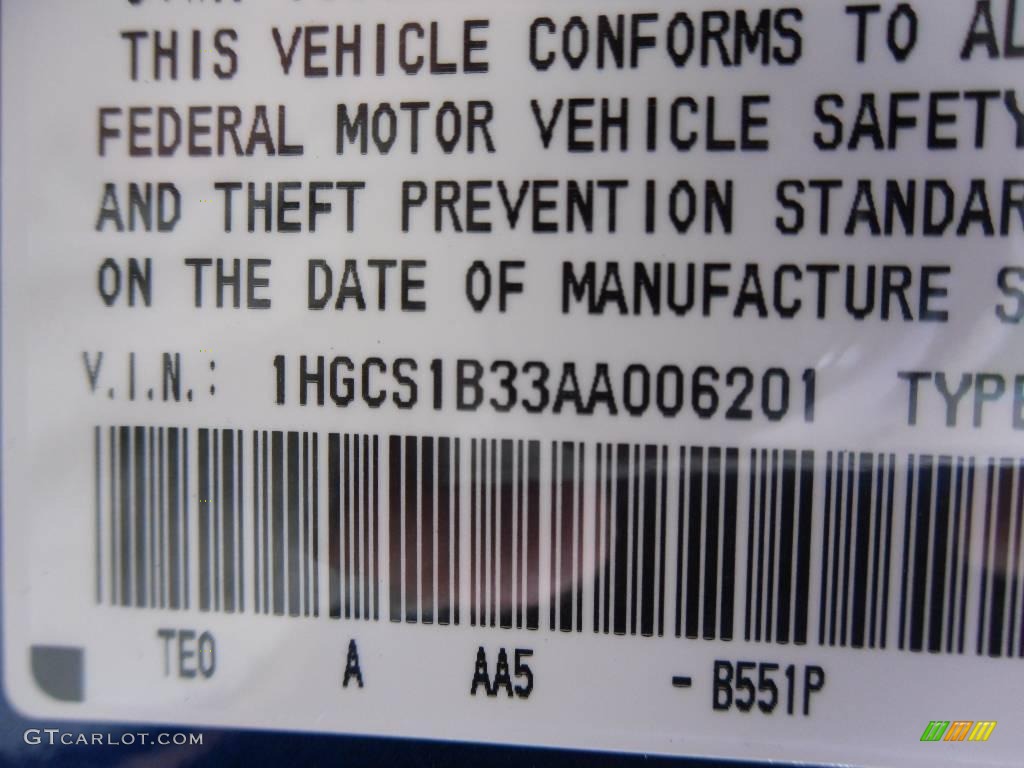 THIS VEHICLE CONFORMS TO AL
FEDERAL MOTOR VEHICLE SAFETY
AND THEFT PREVENTION STANDAR
ON THE DATE OF MANUFACTURE S
V.I.N.: 1HGCS1B33AA006201 TYPE
TE0 A AA5 - B551P
GTCARLOT.COM